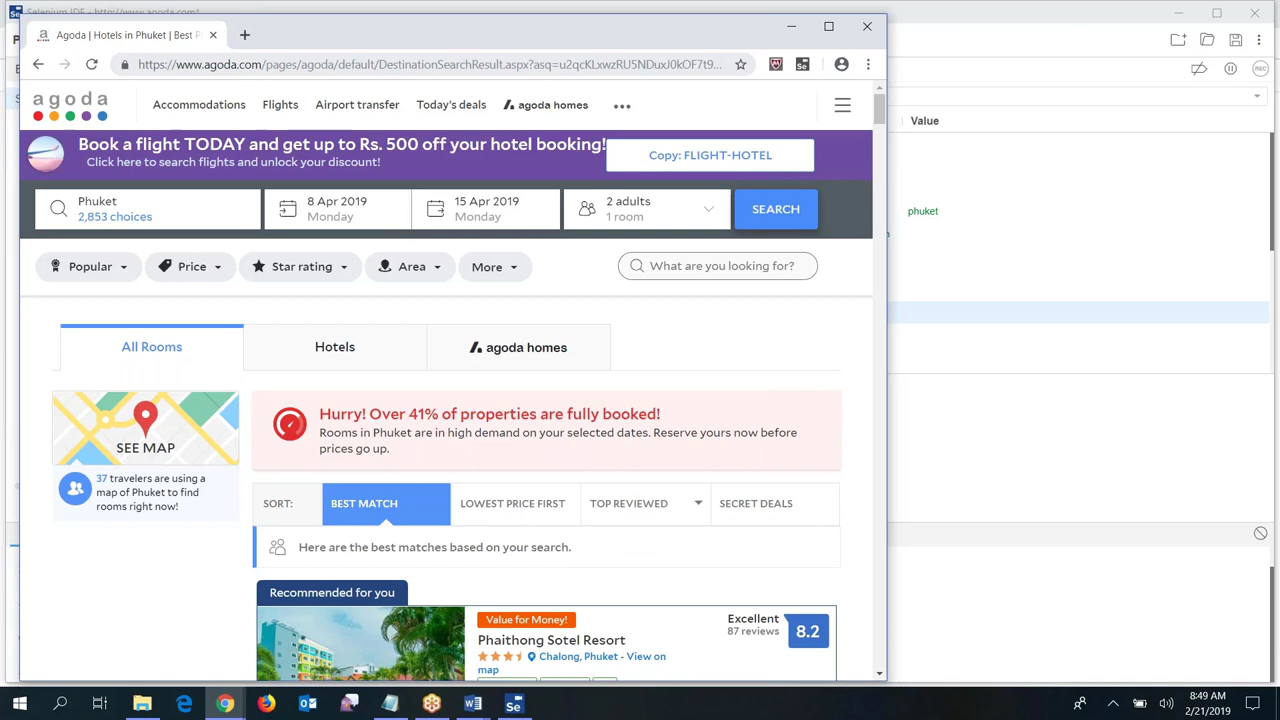 Selenium IDE - http://www.agoda.com*
Agoda | Hotels in Phuket | Best P
https://www.agoda.com/pages/agoda/default/DestinationSearchResult.aspx?asq=u2qcKLxwzRU5NDuxJ0kOF7t9...
REC
agoda
Accommodations Flights Airport transfer Today's deals agoda homes
Value
Book a flight TODAY and get up to Rs. 500 off your hotel booking!
Click here to search flights and unlock your discount!
Copy: FLIGHT-HOTEL
Phuket
2,853 choices
8 Apr 2019
Monday
15 Apr 2019
Monday
2 adults
1 room
SEARCH
phuket
Popular Price Star rating Area More
What are you looking for?
All Rooms Hotels agoda homes
SEE MAP
37 travelers are using a
map of Phuket to find
rooms right now!
Hurry! Over 41% of properties are fully booked!
Rooms in Phuket are in high demand on your selected dates. Reserve yours now before
prices go up.
SORT: BEST MATCH LOWEST PRICE FIRST TOP REVIEWED SECRET DEALS
Here are the best matches based on your search.
Recommended for you
Value for Money!
Phaithong Sotel Resort
Chalong, Phuket - View on
map
Excellent
87 reviews
8.2
8:49 AM
2/21/2019